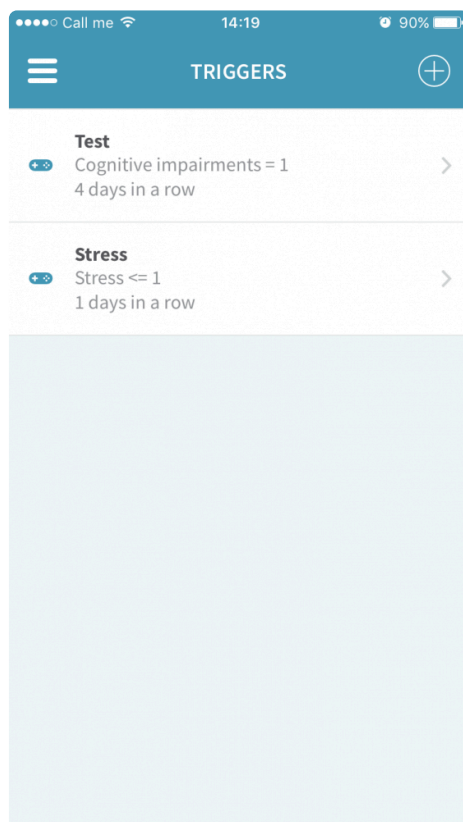 Call me 14:19 90%
TRIGGERS
Test
Cognitive impairments = 1
4 days in a row
Stress
Stress <= 1
1 days in a row